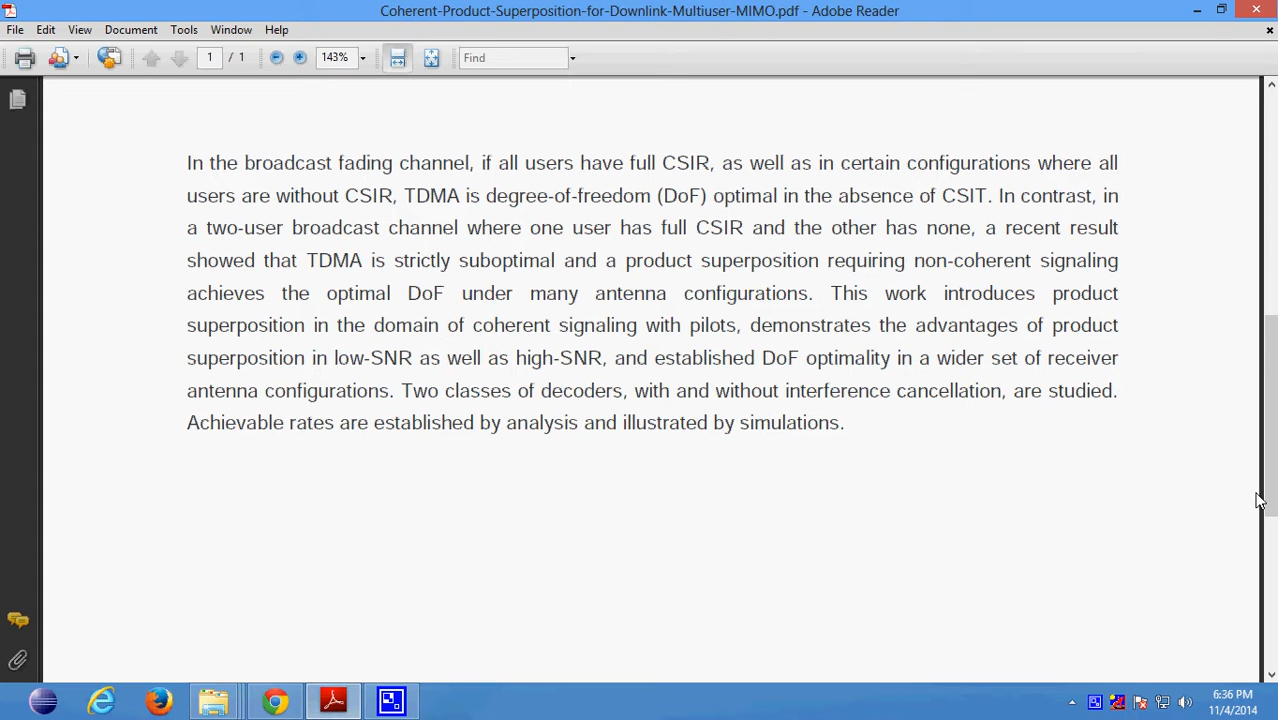 Coherent-Product-Superposition-for-Downlink-Multiuser-MIMO.pdf - Adobe Reader
File Edit View Document Tools Window Help
1 / 1 143% Find
In the broadcast fading channel, if all users have full CSIR, as well as in certain configurations where all
users are without CSIR, TDMA is degree-of-freedom (DoF) optimal in the absence of CSIT. In contrast, in
a two-user broadcast channel where one user has full CSIR and the other has none, a recent result
showed that TDMA is strictly suboptimal and a product superposition requiring non-coherent signaling
achieves the optimal DoF under many antenna configurations. This work introduces product
superposition in the domain of coherent signaling with pilots, demonstrates the advantages of product
superposition in low-SNR as well as high-SNR, and established DoF optimality in a wider set of receiver
antenna configurations. Two classes of decoders, with and without interference cancellation, are studied.
Achievable rates are established by analysis and illustrated by simulations.
6:36 PM
11/4/2014